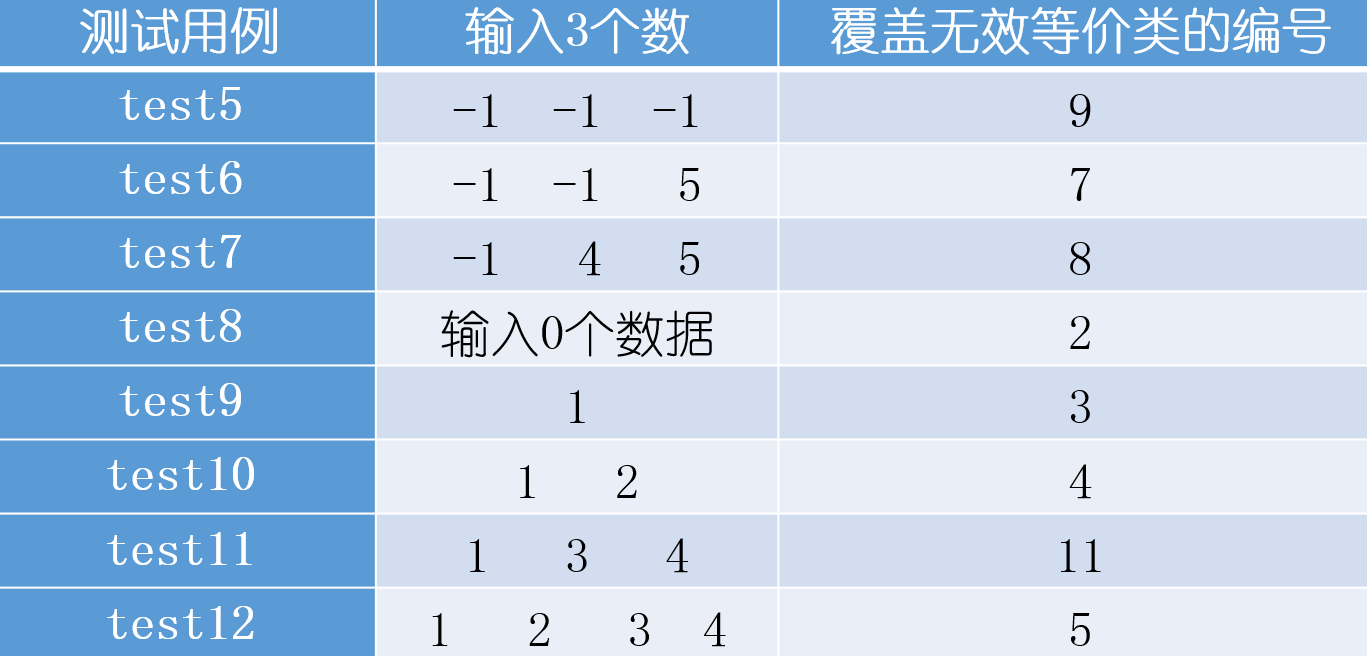 测试用例 输入3个数 覆盖无效等价类的编号
test5 -1 -1 -1 9
test6 -1 -1 5 7
test7 -1 4 5 8
test8 输入0个数据 2
test9 1 3
test10 1 2 4
test11 1 3 4 11
test12 1 2 3 4 5